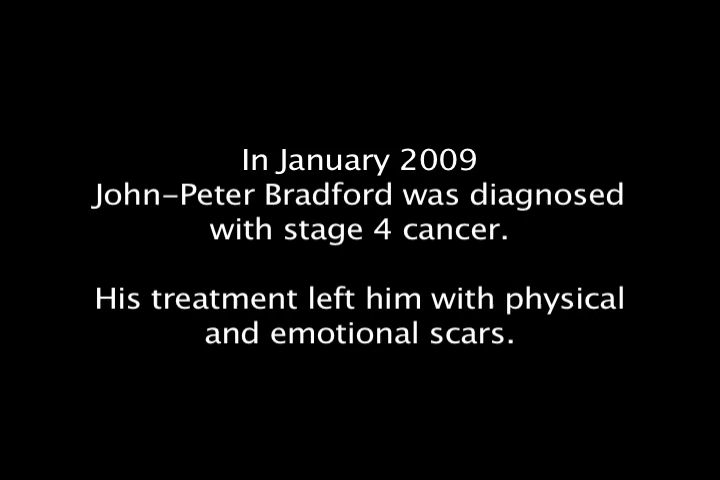 In January 2009
John-Peter Bradford was diagnosed
with stage 4 cancer.
His treatment left him with physical
and emotional scars.